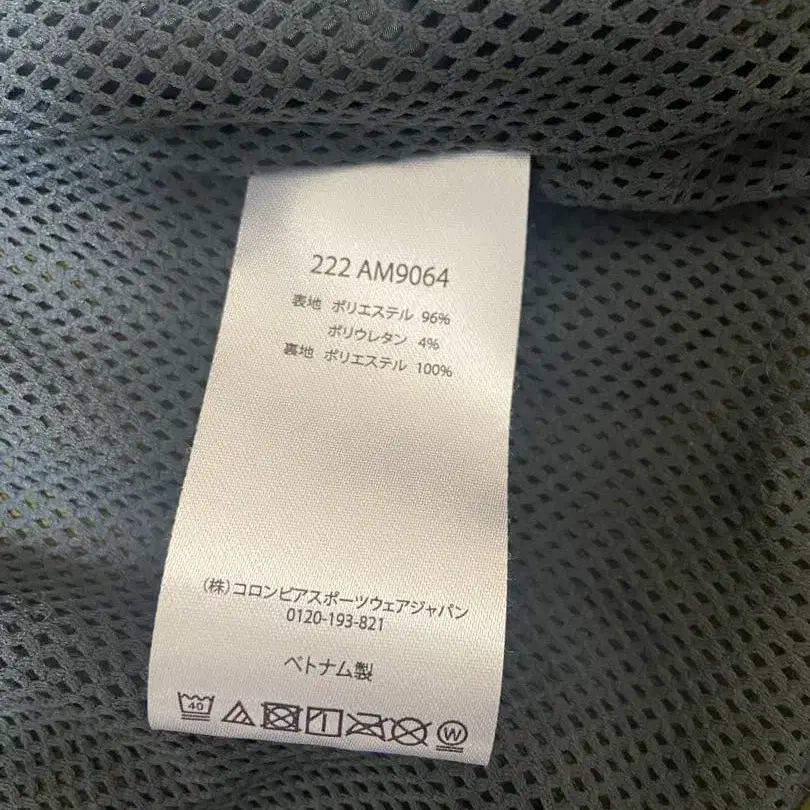 222 AM9064
表地 ポリエステル 96%
ポリウレタン 4%
裏地 ポリエステル 100%
(株)コロンビアスポーツウェアジャパン
0120-193-821
ベトナム製
40
W